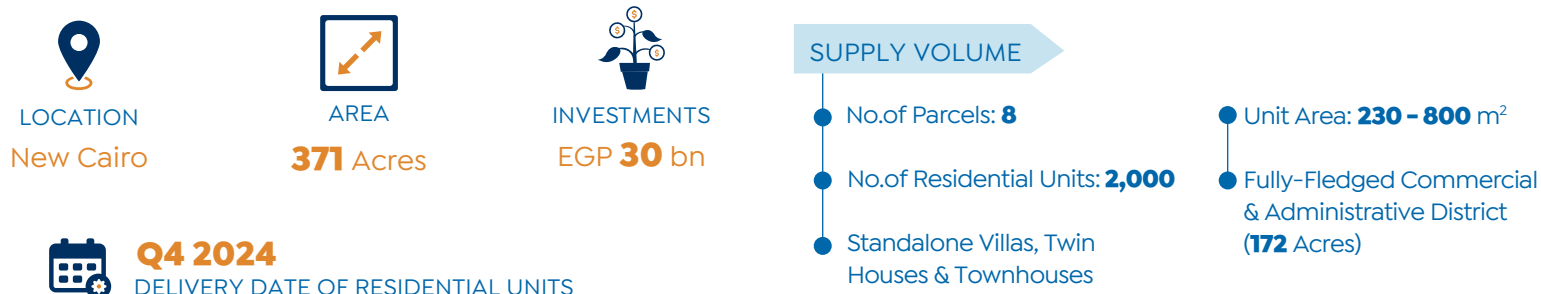 LOCATION
New Cairo
AREA
371 Acres
INVESTMENTS
EGP 30 bn
Q4 2024
DELIVERY DATE OF RESIDENTIAL UNITS
SUPPLY VOLUME
No.of Parcels: 8
No.of Residential Units: 2,000
Standalone Villas, Twin
Houses & Townhouses
Unit Area: 230 - 800 m²
Fully-Fledged Commercial
& Administrative District
(172 Acres)